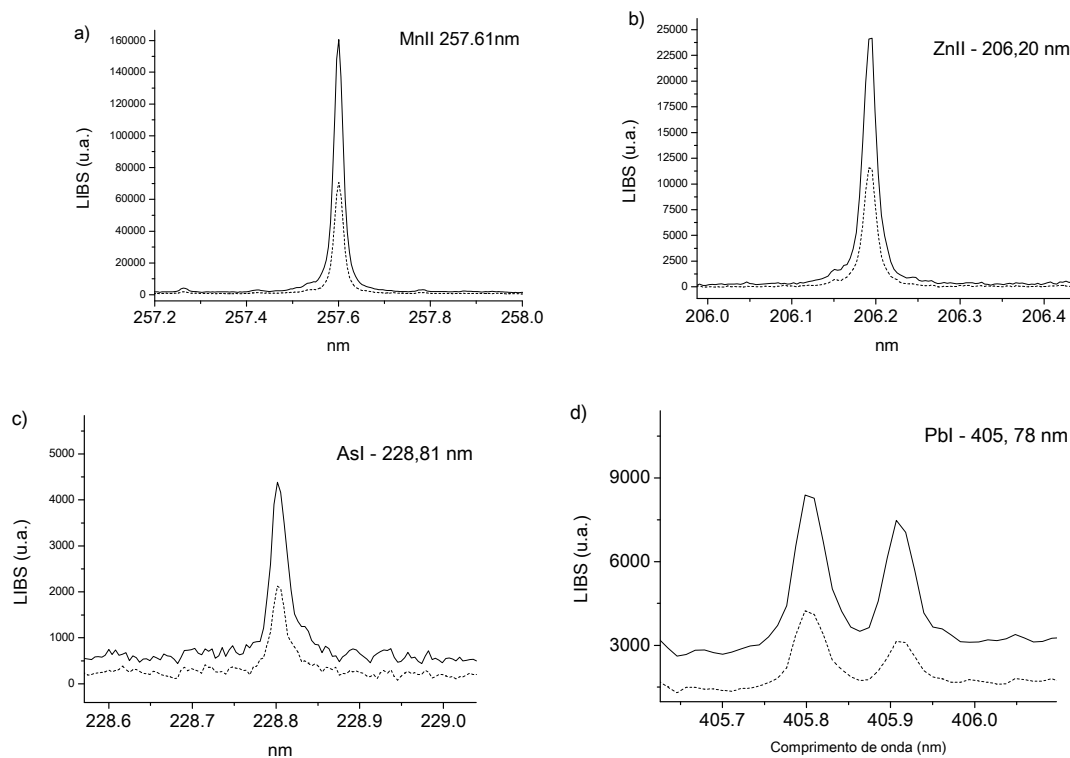 a)
MnII 257.61nm
160000
140000
120000
100000
80000
60000
40000
20000
0
LIBS (u.a.)
257.2 257.4 257.6 257.8 258.0
nm
b)
ZnII - 206,20 nm
25000
22500
20000
17500
15000
12500
10000
7500
5000
2500
0
LIBS (u.a.)
206.0 206.1 206.2 206.3 206.4
nm
c)
AsI - 228,81 nm
5000
4000
3000
2000
1000
0
LIBS (u.a.)
228.6 228.7 228.8 228.9 229.0
nm
d)
PbI - 405, 78 nm
9000
6000
3000
LIBS (u.a.)
405.7 405.8 405.9 406.0
Comprimento de onda (nm)